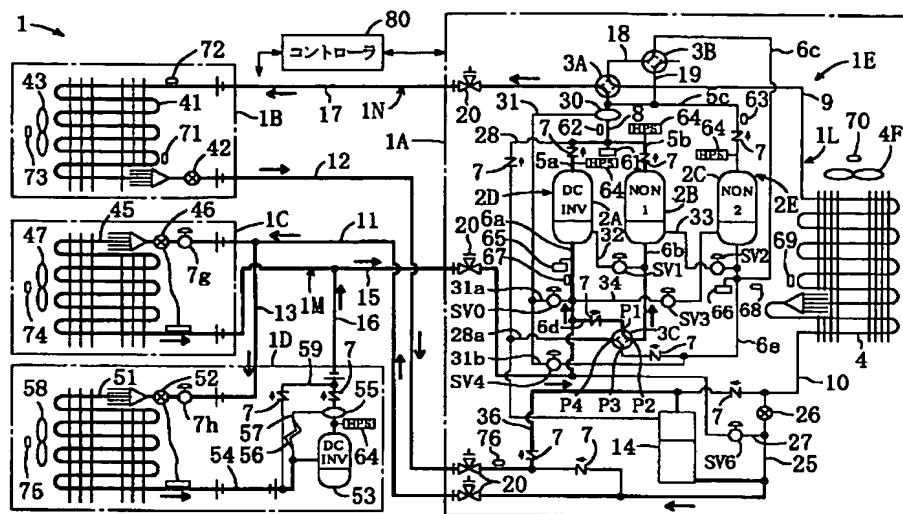 1
80
コントローラ
72
43
41
1B
71
42
73
17
1N
12
20
1A
31
28
18
3A
3B
19
6c
1E
9
30
8
62
64
HPS
5c
63
5b
7
5a
61
64
HPS
64
HPS
7
7
1L
70
4F
2D
DC
INV
2A
NON
1
2B
2C
NON
2
2E
6a
65
67
32
33
6b
SV1
SV2
69
45
46
1C
11
47
7g
20
15
1M
74
13
16
31a
SV0
34
7
P1
SV3
66
68
6d
3C
28a
31b
7
6e
4
SV4
P4
P3
P2
10
1D
59
7
51
52
58
7h
7
57
56
55
HPS
64
DC
INV
53
54
75
36
76
7
7
20
14
7
26
27
SV6
25